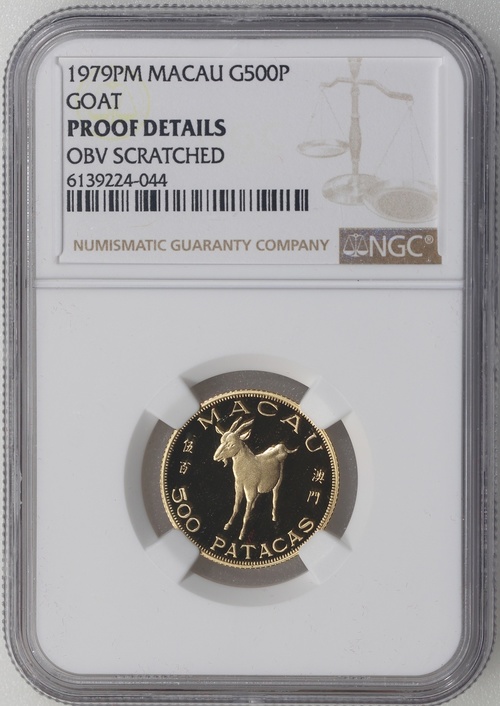 1979PM MACAU G500P
GOAT
PROOF DETAILS
OBV SCRATCHED
6139224-044
NUMISMATIC GUARANTY COMPANY
NGC®
MACAU
伍百
澳門
500 PATACAS